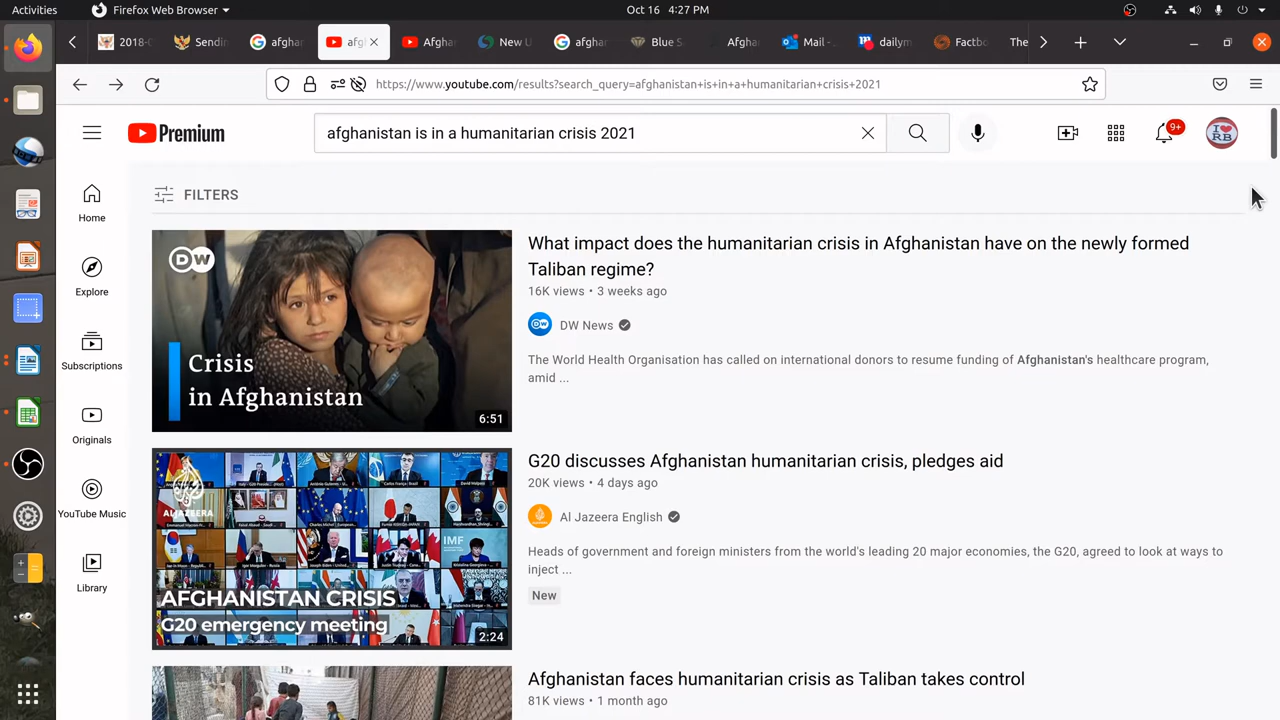 Activities
Firefox Web Browser
Oct 16 4:27 PM
2018-
Sendin
afghan
afg
Afgha
New U
afghan
Blue S
Afghan
Mail -
dailym
Factbo
The
https://www.youtube.com/results?search_query=afghanistan+is+in+a+humanitarian+crisis+2021
Premium
afghanistan is in a humanitarian crisis 2021
9+
I RB
Home
Explore
Subscriptions
Originals
YouTube Music
Library
FILTERS
DW
Crisis
in Afghanistan
6:51
What impact does the humanitarian crisis in Afghanistan have on the newly formed
Taliban regime?
16K views • 3 weeks ago
DW News
The World Health Organisation has called on international donors to resume funding of Afghanistan's healthcare program,
amid ...
ALJAZEERA
IMF
AFGHANISTAN CRISIS
G20 emergency meeting
2:24
G20 discusses Afghanistan humanitarian crisis, pledges aid
20K views • 4 days ago
Al Jazeera English
Heads of government and foreign ministers from the world's leading 20 major economies, the G20, agreed to look at ways to
inject ...
New
Afghanistan faces humanitarian crisis as Taliban takes control
81K views • 1 month ago